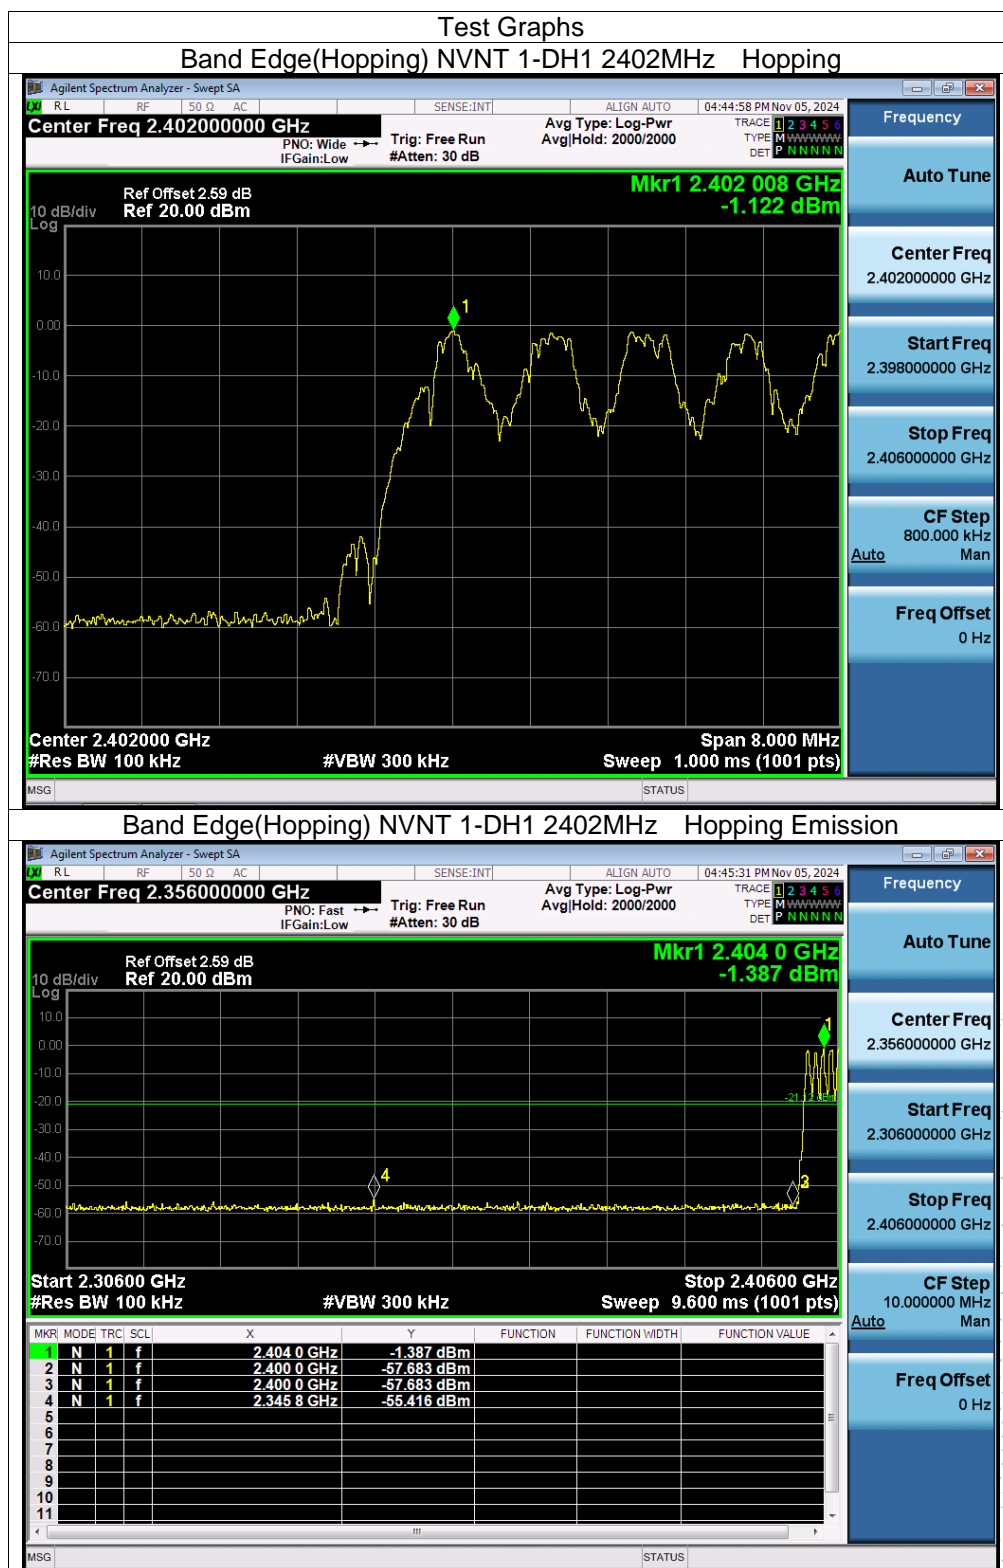 Test Graphs
Band Edge(Hopping) NVNT 1-DH1 2402MHz Hopping
Agilent Spectrum Analyzer - Swept SA
LXI RL RF 50 Ω AC SENSE:INT ALIGN AUTO 04:44:58 PM Nov 05, 2024
Center Freq 2.402000000 GHz
PNO: Wide
IFGain:Low
Trig: Free Run
#Atten: 30 dB
Avg Type: Log-Pwr
Avg|Hold: 2000/2000
TRACE 1 2 3 4 5 6
TYPE M WWWWW
DET P N N N N N
Ref Offset 2.59 dB
10 dB/div Ref 20.00 dBm
Log
Mkr1 2.402 008 GHz
-1.122 dBm
10.0
0.00
-10.0
-20.0
-30.0
-40.0
-50.0
-60.0
-70.0
1
Center 2.402000 GHz Span 8.000 MHz
#Res BW 100 kHz #VBW 300 kHz Sweep 1.000 ms (1001 pts)
MSG STATUS
Frequency
Auto Tune
Center Freq
2.402000000 GHz
Start Freq
2.398000000 GHz
Stop Freq
2.406000000 GHz
CF Step
800.000 kHz
Auto Man
Freq Offset
0 Hz
Band Edge(Hopping) NVNT 1-DH1 2402MHz Hopping Emission
Agilent Spectrum Analyzer - Swept SA
LXI RL RF 50 Ω AC SENSE:INT ALIGN AUTO 04:45:31 PM Nov 05, 2024
Center Freq 2.356000000 GHz
PNO: Fast
IFGain:Low
Trig: Free Run
#Atten: 30 dB
Avg Type: Log-Pwr
Avg|Hold: 2000/2000
TRACE 1 2 3 4 5 6
TYPE M WWWWW
DET P N N N N N
Ref Offset 2.59 dB
10 dB/div Ref 20.00 dBm
Log
Mkr1 2.404 0 GHz
-1.387 dBm
10.0
0.00
-10.0
-20.0
-30.0
-40.0
-50.0
-60.0
-70.0
1
-21.12 dBm
4
Start 2.30600 GHz Stop 2.40600 GHz
#Res BW 100 kHz #VBW 300 kHz Sweep 9.600 ms (1001 pts)
MKR MODE TRC SCL X Y FUNCTION FUNCTION WIDTH FUNCTION VALUE
1 N 1 f 2.404 0 GHz -1.387 dBm
2 N 1 f 2.400 0 GHz -57.683 dBm
3 N 1 f 2.400 0 GHz -57.683 dBm
4 N 1 f 2.345 8 GHz -55.416 dBm
5
6
7
8
9
10
11
MSG STATUS
Frequency
Auto Tune
Center Freq
2.356000000 GHz
Start Freq
2.306000000 GHz
Stop Freq
2.406000000 GHz
CF Step
10.000000 MHz
Auto Man
Freq Offset
0 Hz